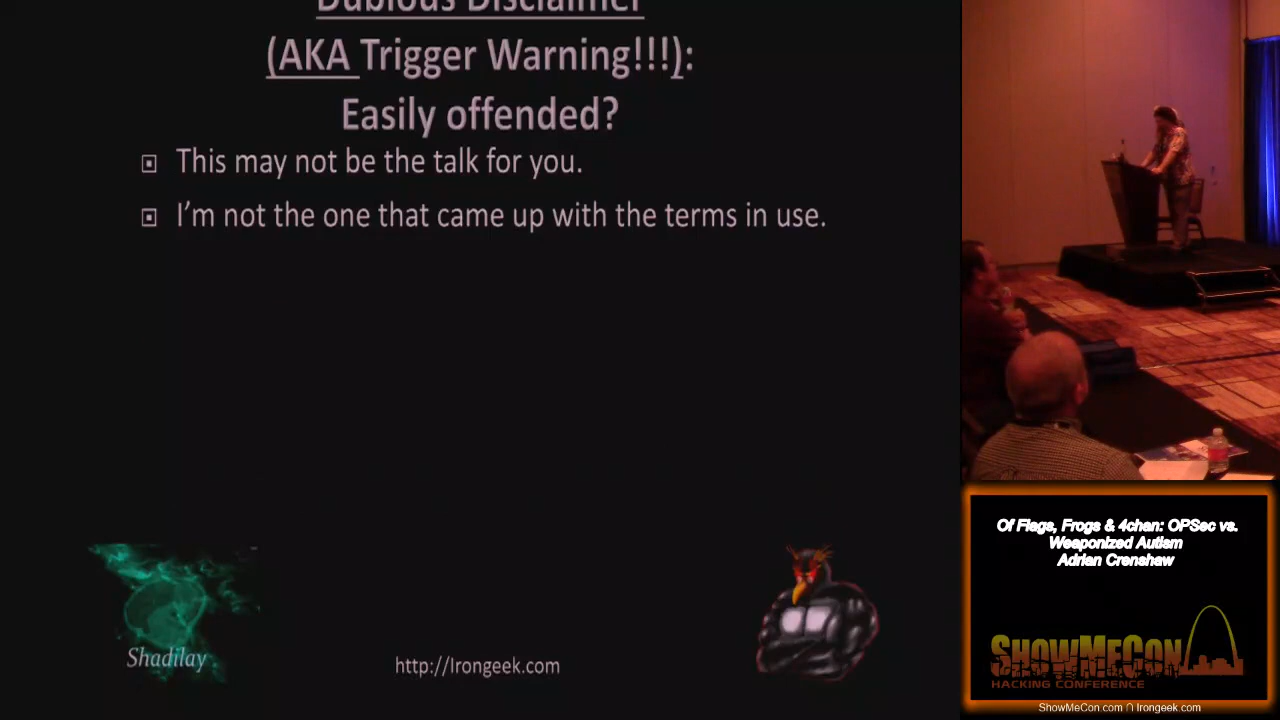 Dubious Disclaimer
(AKA Trigger Warning!!!):
Easily offended?
This may not be the talk for you.
I'm not the one that came up with the terms in use.
Shadilay
http://Irongeek.com
Of Flags, Frogs & 4chan: OPSec vs.
Weaponized Autism
Adrian Crenshaw
SHOWMECON
HACKING CONFERENCE
ShowMeCon.com ∩ Irongeek.com